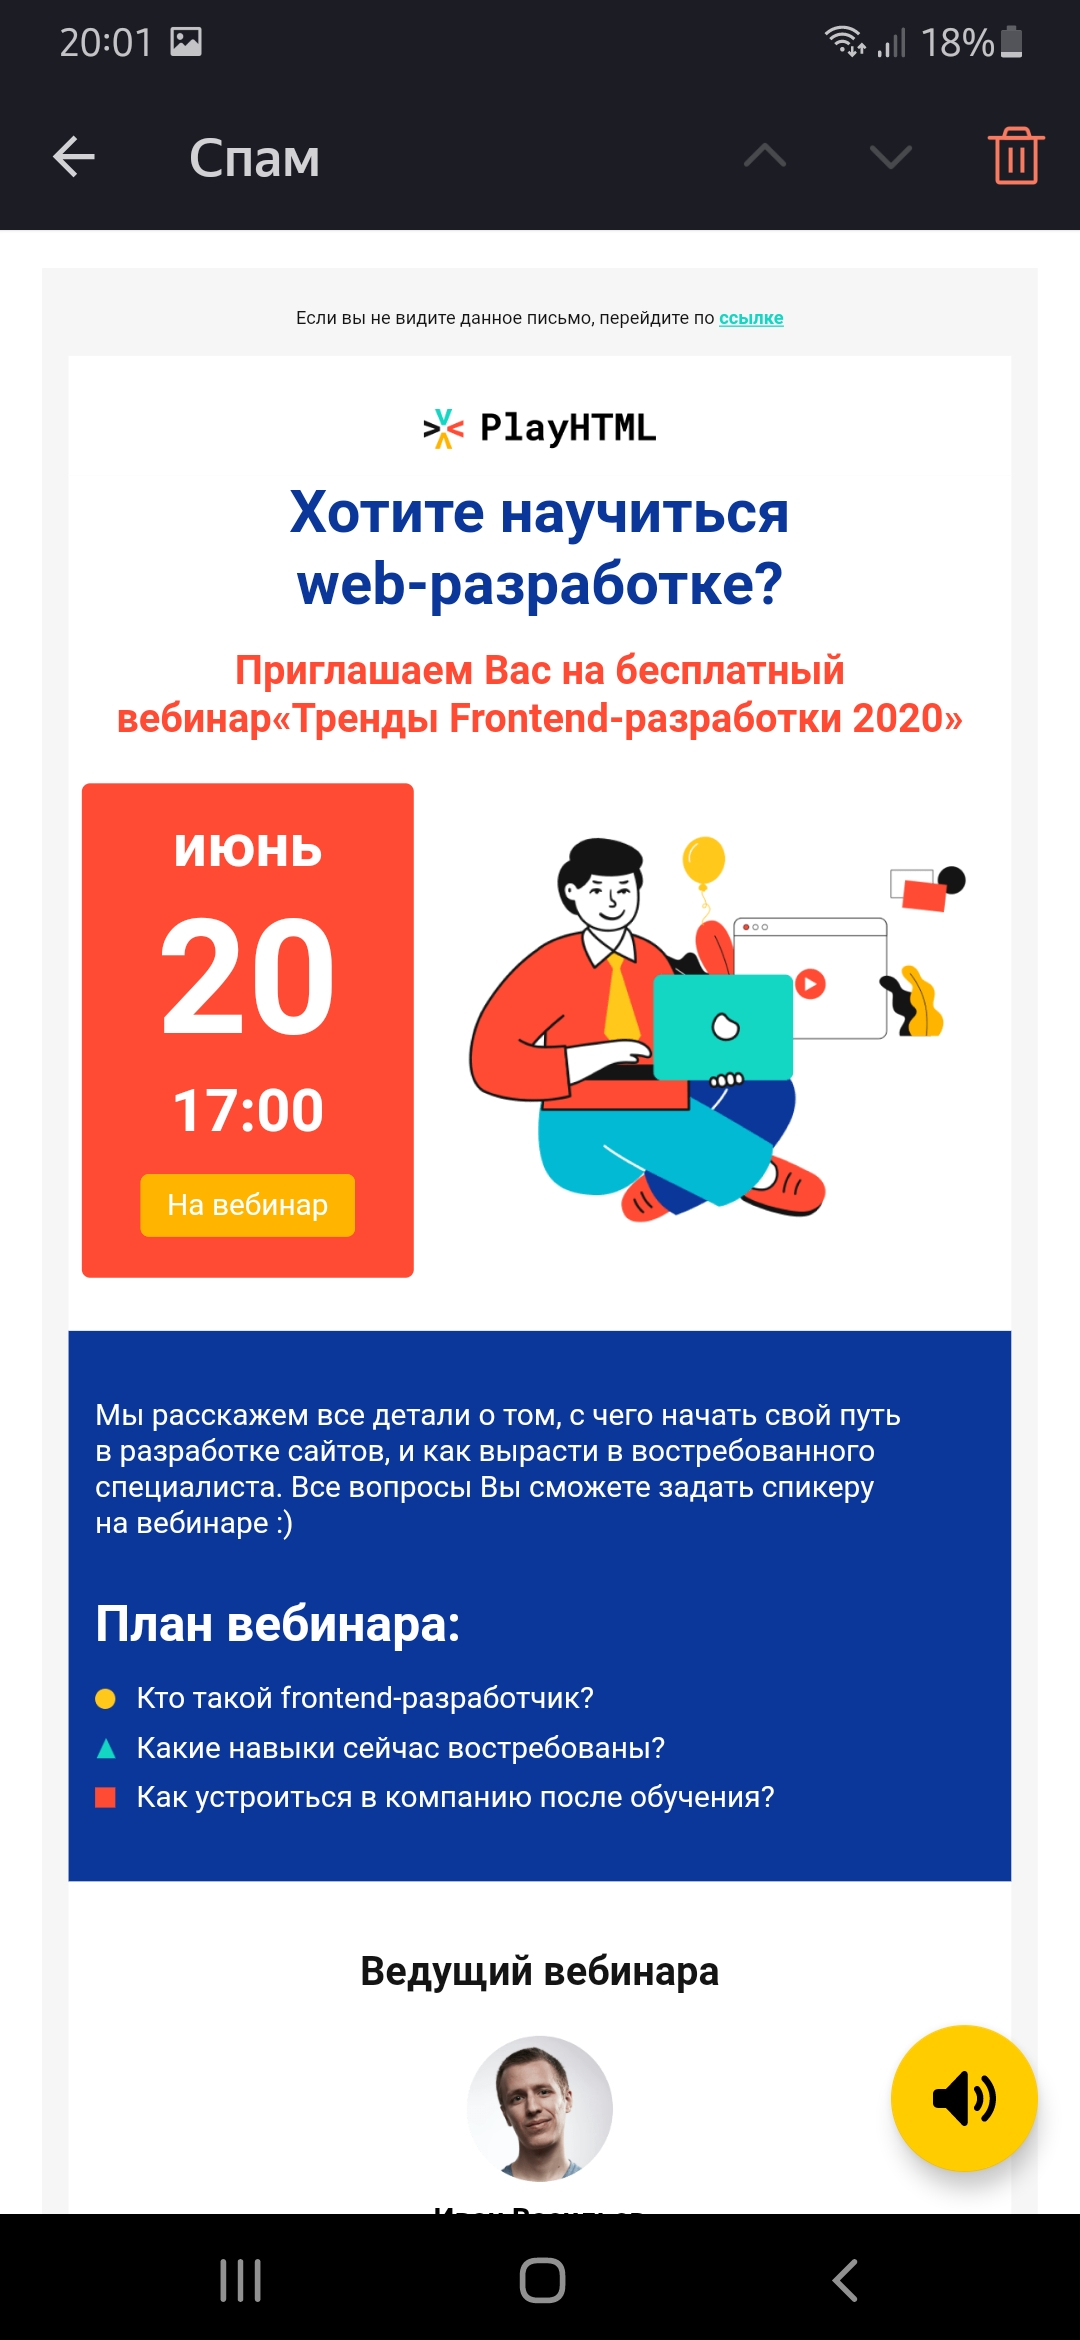 20:01
18%
Спам
Если вы не видите данное письмо, перейдите по ссылке
PlayHTML
Хотите научиться
web-разработке?
Приглашаем Вас на бесплатный
вебинар«Тренды Frontend-разработки 2020»
июнь
20
17:00
На вебинар
Мы расскажем все детали о том, с чего начать свой путь
в разработке сайтов, и как вырасти в востребованного
специалиста. Все вопросы Вы сможете задать спикеру
на вебинаре :)
План вебинара:
Кто такой frontend-разработчик?
Какие навыки сейчас востребованы?
Как устроиться в компанию после обучения?
Ведущий вебинара